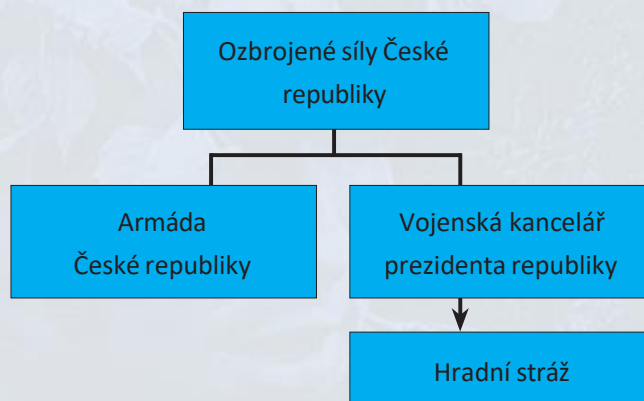 Ozbrojené síly České
republiky
Armáda
České republiky
Vojenská kancelář
prezidenta republiky
Hradní stráž